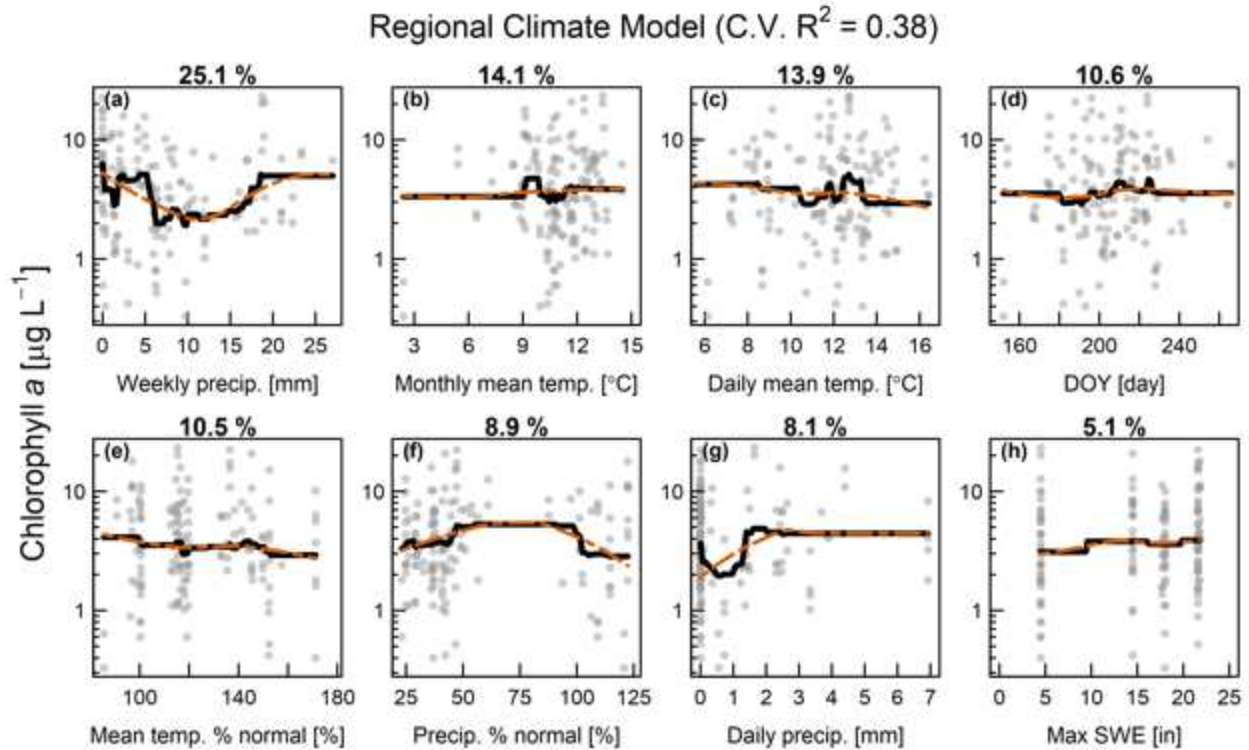 Regional Climate Model (C.V. R² = 0.38)
25.1 % 14.1 % 13.9 % 10.6 %
(a) (b) (c) (d)
10
1
0 5 10 15 20 25 3 6 9 12 15 6 8 10 12 14 16 160 200 240
Weekly precip. [mm] Monthly mean temp. [°C] Daily mean temp. [°C] DOY [day]
Chlorophyll a [µg L⁻¹]
10.5 % 8.9 % 8.1 % 5.1 %
(e) (f) (g) (h)
10
1
100 140 180 25 50 75 100 125 0 1 2 3 4 5 6 7 0 5 10 15 20 25
Mean temp. % normal [%] Precip. % normal [%] Daily precip. [mm] Max SWE [in]